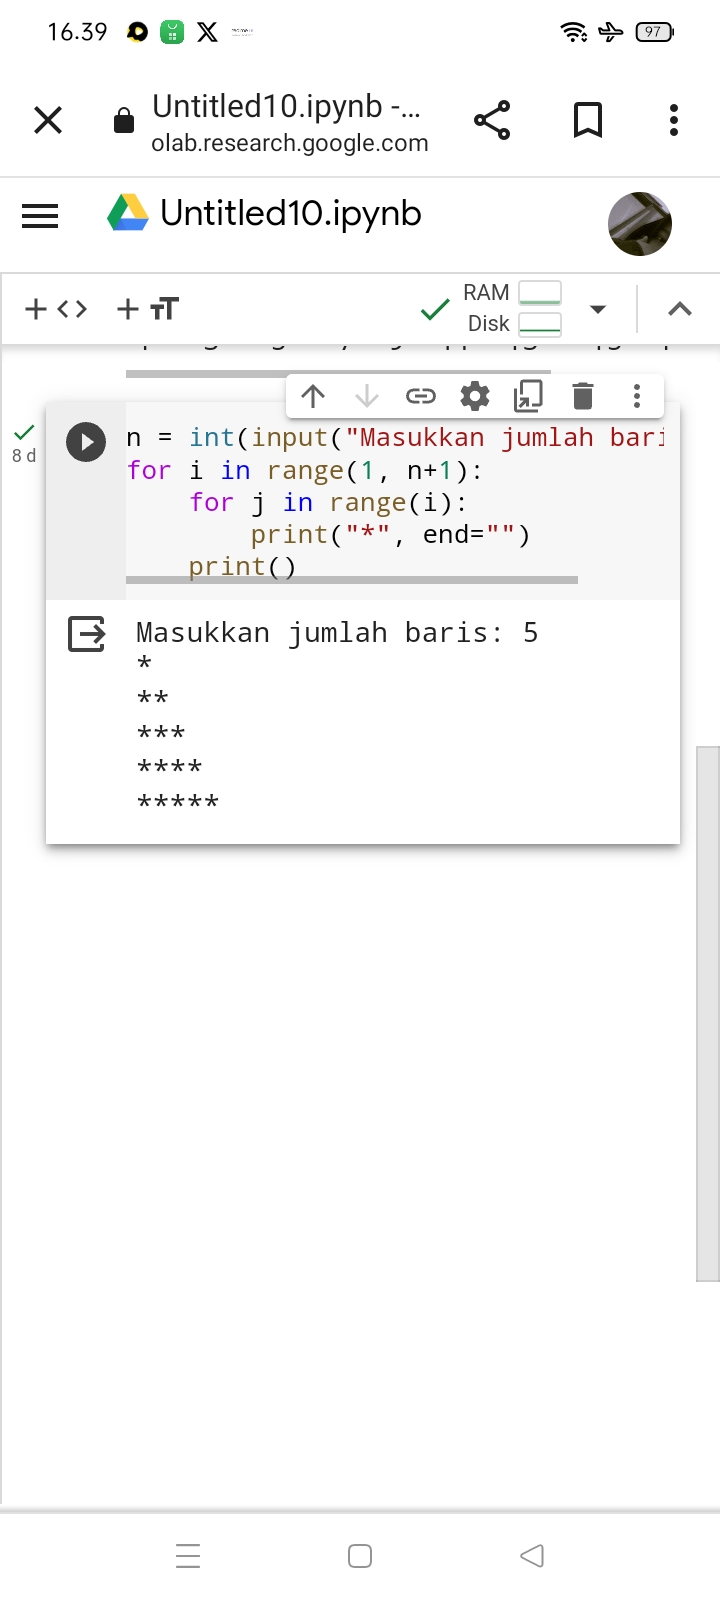 16.39
97
Untitled10.ipynb -...
olab.research.google.com
Untitled10.ipynb
+ <> + TT
RAM
Disk
8 d
n = int(input("Masukkan jumlah bari
for i in range(1, n+1):
    for j in range(i):
        print("*", end="")
    print()
Masukkan jumlah baris: 5
*
**
***
****
*****